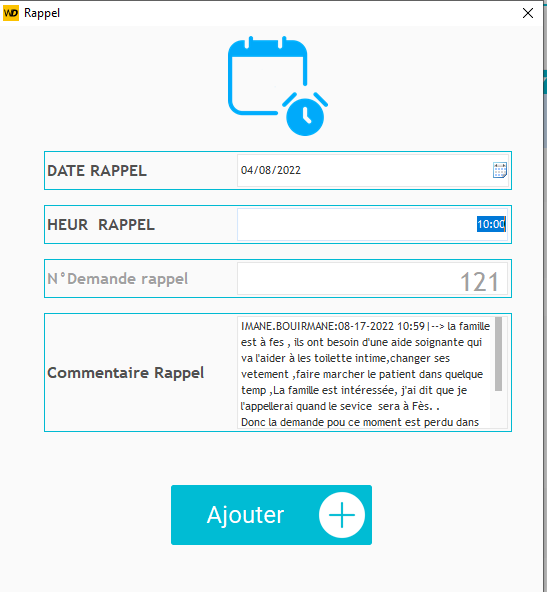 WD Rappel
DATE RAPPEL 04/08/2022
HEUR RAPPEL 10:00
N°Demande rappel 121
Commentaire Rappel
IMANE.BOUIRMANE:08-17-2022 10:59|--> la famille
est à fes , ils ont besoin d'une aide soignante qui
va l'aider à les toilette intime,changer ses
vetement ,faire marcher le patient dans quelque
temp ,La famille est intéressée, j'ai dit que je
l'appellerai quand le sevice sera à Fès. .
Donc la demande pou ce moment est perdu dans
Ajouter